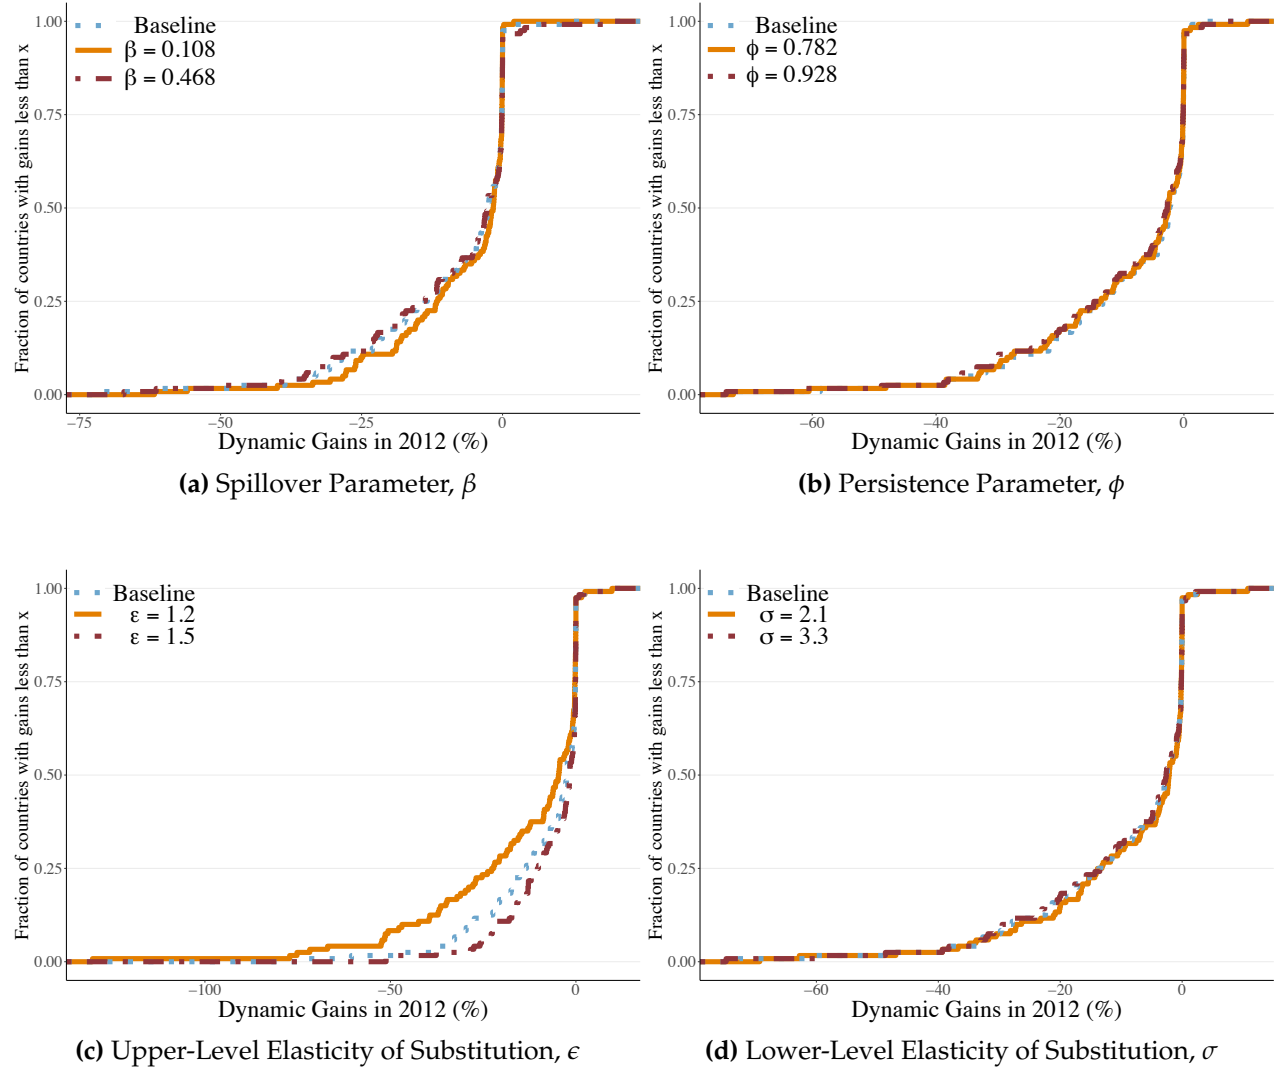 Baseline
β = 0.108
β = 0.468
Fraction of countries with gains less than x
1.00
0.75
0.50
0.25
0.00
−75
−50
−25
0
Dynamic Gains in 2012 (%)
(a) Spillover Parameter, β
Baseline
ϕ = 0.782
ϕ = 0.928
Fraction of countries with gains less than x
1.00
0.75
0.50
0.25
0.00
−60
−40
−20
0
Dynamic Gains in 2012 (%)
(b) Persistence Parameter, ϕ
Baseline
ε = 1.2
ε = 1.5
Fraction of countries with gains less than x
1.00
0.75
0.50
0.25
0.00
−100
−50
0
Dynamic Gains in 2012 (%)
(c) Upper-Level Elasticity of Substitution, ϵ
Baseline
σ = 2.1
σ = 3.3
Fraction of countries with gains less than x
1.00
0.75
0.50
0.25
0.00
−60
−40
−20
0
Dynamic Gains in 2012 (%)
(d) Lower-Level Elasticity of Substitution, σ